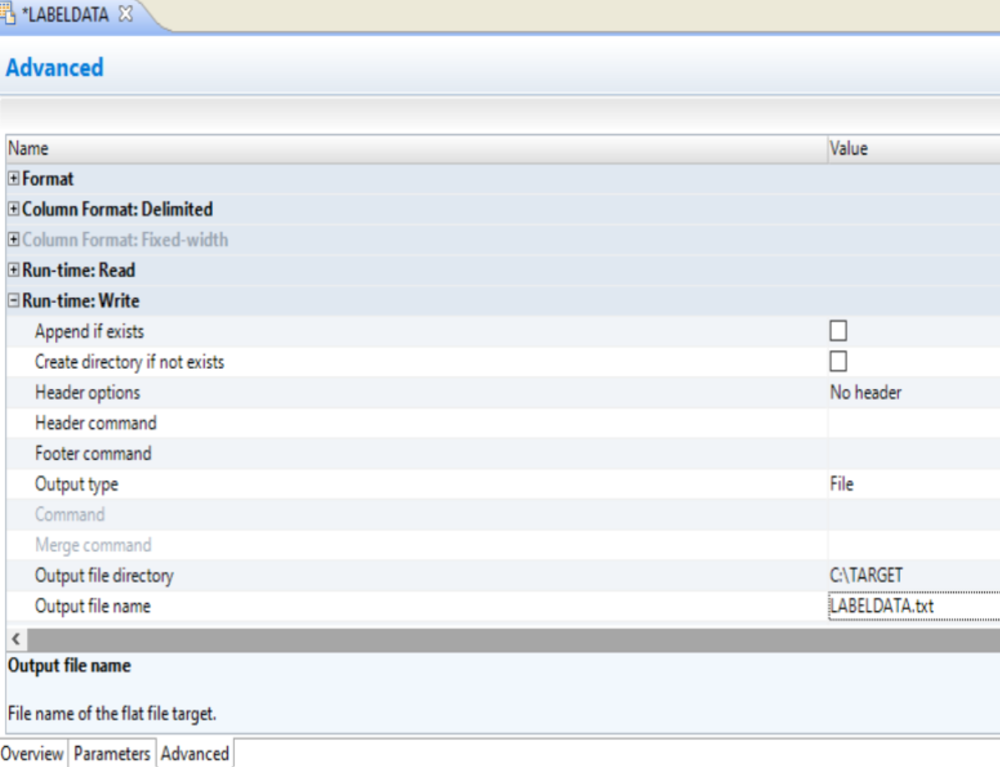 *LABELDATA
Advanced
Name Value
Format
Column Format: Delimited
Column Format: Fixed-width
Run-time: Read
Run-time: Write
Append if exists
Create directory if not exists
Header options No header
Header command
Footer command
Output type File
Command
Merge command
Output file directory C:\TARGET
Output file name LABELDATA.txt
Output file name
File name of the flat file target.
Overview Parameters Advanced